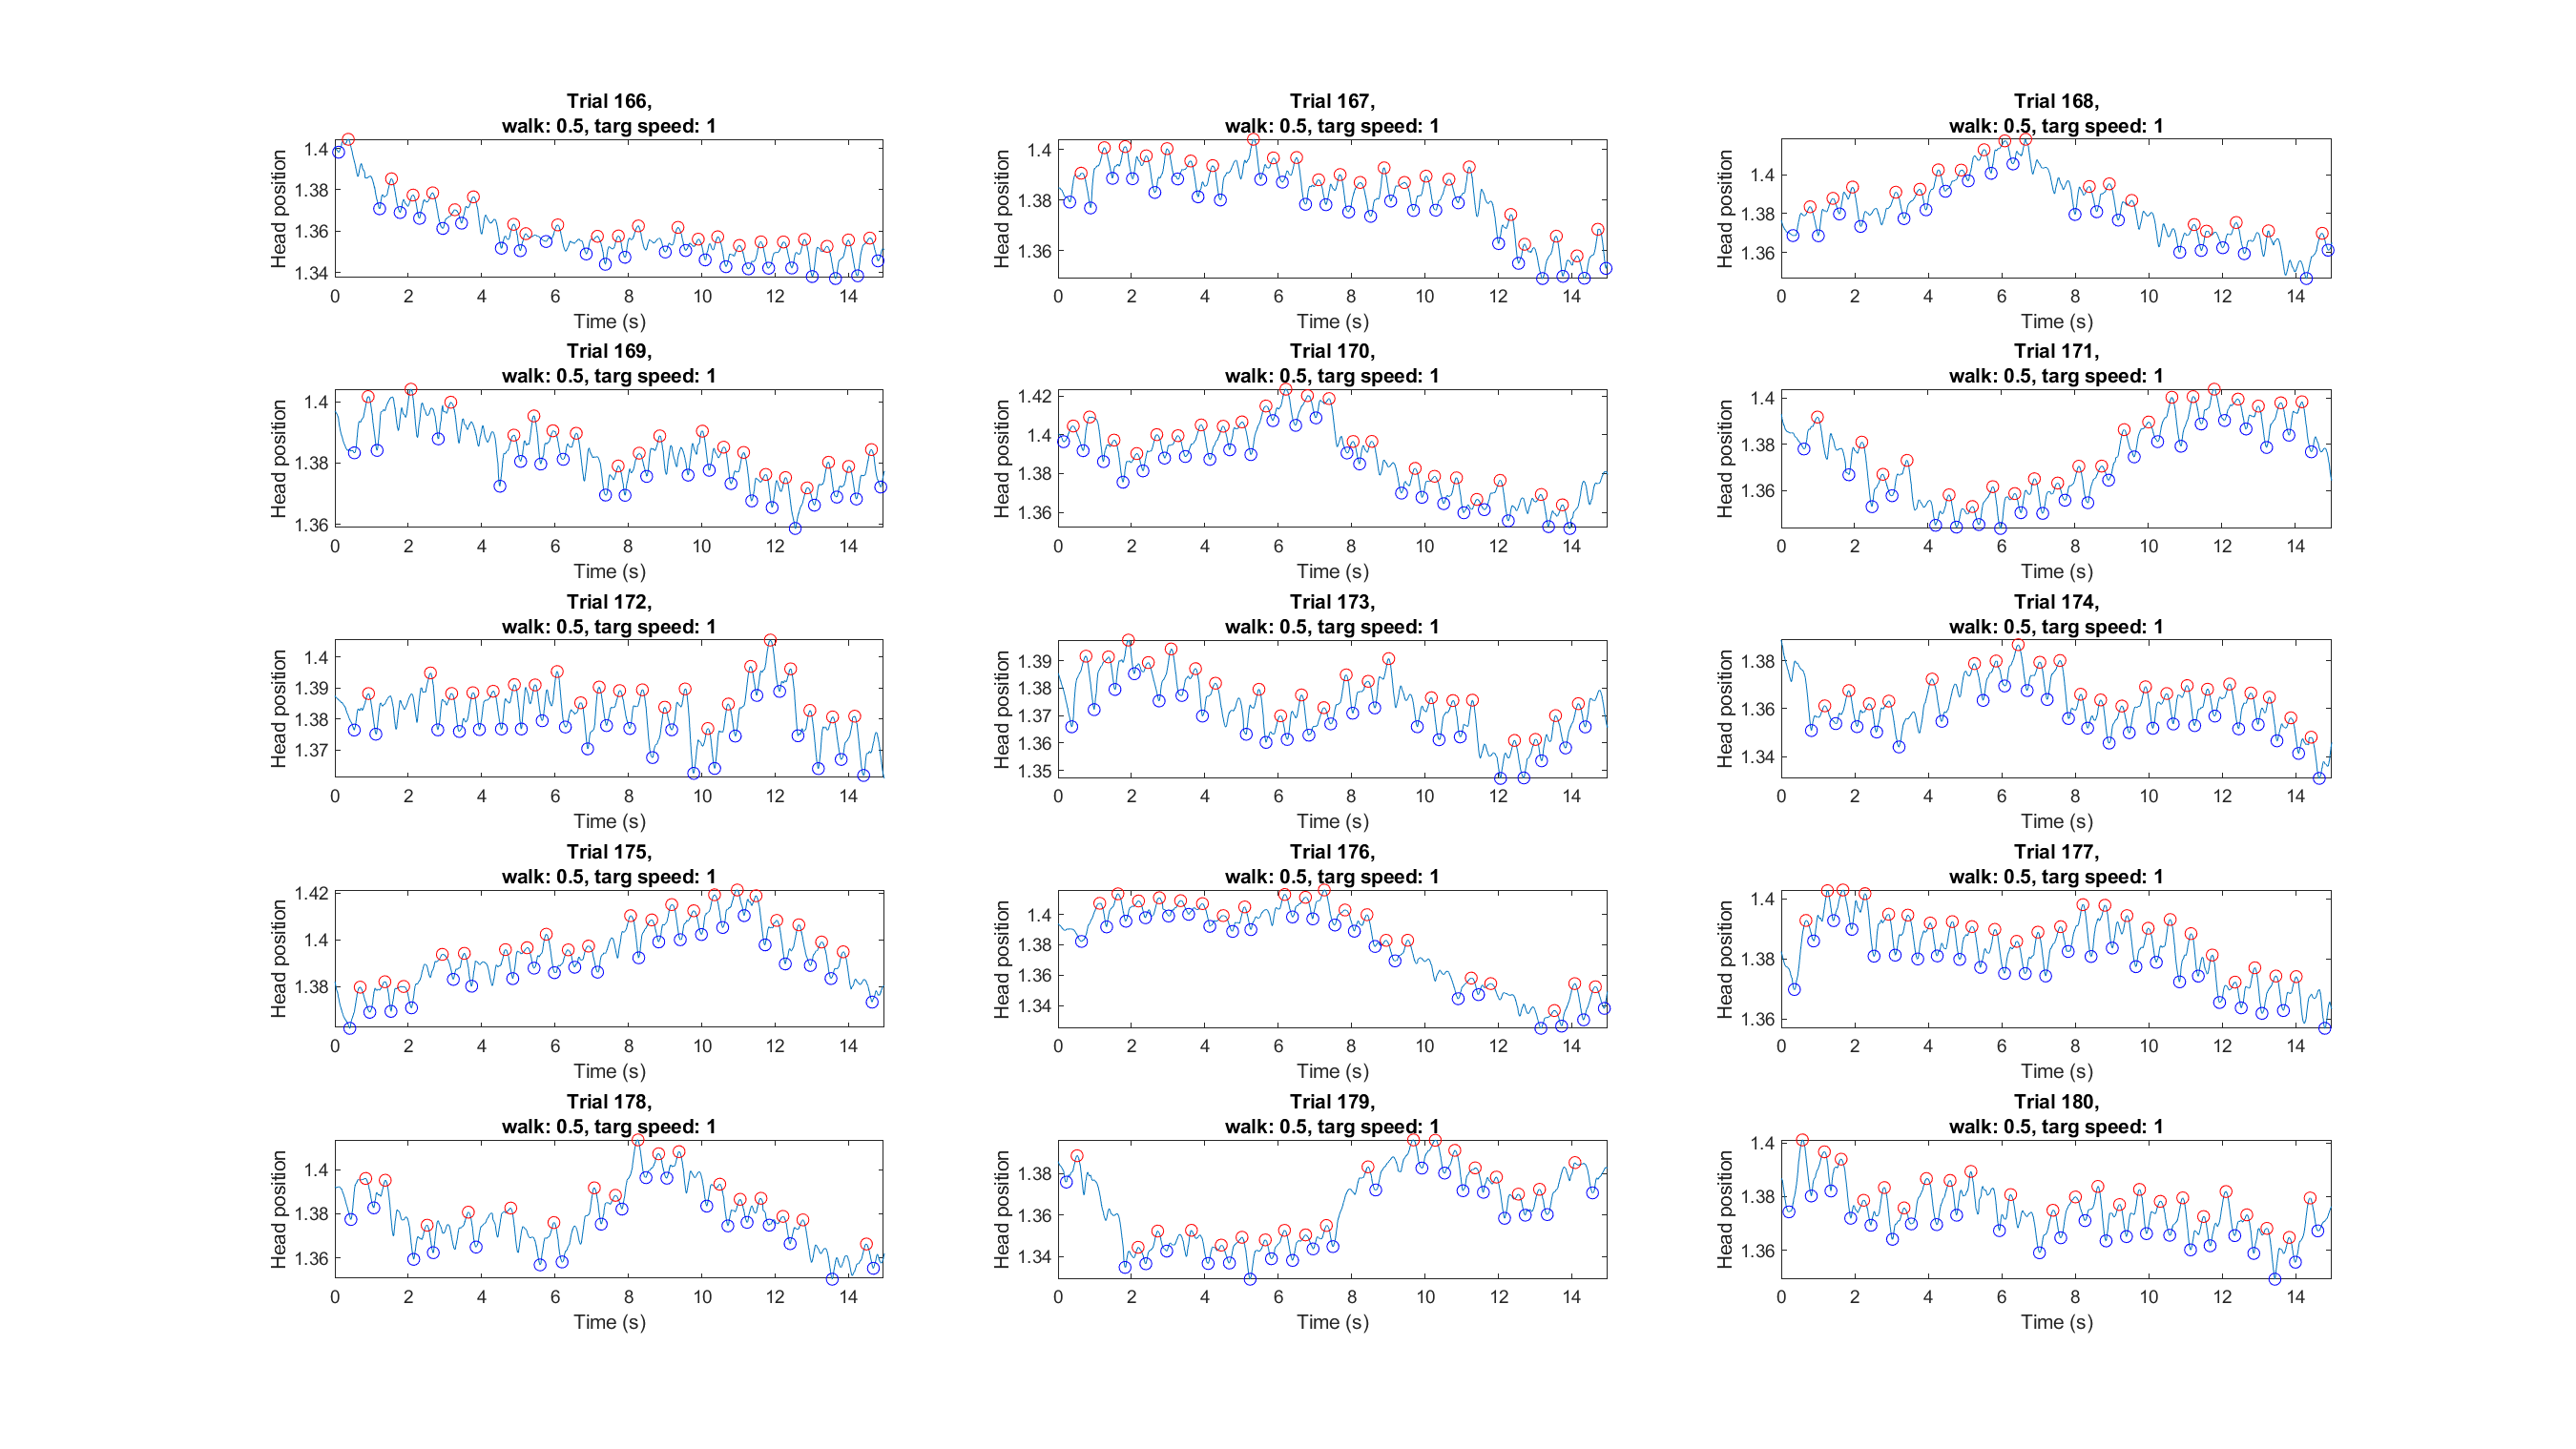 Trial 166,
walk: 0.5, targ speed: 1
Head position
1.4
1.38
1.36
1.34
0 2 4 6 8 10 12 14
Time (s)
Trial 167,
walk: 0.5, targ speed: 1
Head position
1.4
1.38
1.36
0 2 4 6 8 10 12 14
Time (s)
Trial 168,
walk: 0.5, targ speed: 1
Head position
1.4
1.38
1.36
0 2 4 6 8 10 12 14
Time (s)
Trial 169,
walk: 0.5, targ speed: 1
Head position
1.4
1.38
1.36
0 2 4 6 8 10 12 14
Time (s)
Trial 170,
walk: 0.5, targ speed: 1
Head position
1.42
1.4
1.38
1.36
0 2 4 6 8 10 12 14
Time (s)
Trial 171,
walk: 0.5, targ speed: 1
Head position
1.4
1.38
1.36
0 2 4 6 8 10 12 14
Time (s)
Trial 172,
walk: 0.5, targ speed: 1
Head position
1.4
1.39
1.38
1.37
0 2 4 6 8 10 12 14
Time (s)
Trial 173,
walk: 0.5, targ speed: 1
Head position
1.39
1.38
1.37
1.36
1.35
0 2 4 6 8 10 12 14
Time (s)
Trial 174,
walk: 0.5, targ speed: 1
Head position
1.38
1.36
1.34
0 2 4 6 8 10 12 14
Time (s)
Trial 175,
walk: 0.5, targ speed: 1
Head position
1.42
1.4
1.38
0 2 4 6 8 10 12 14
Time (s)
Trial 176,
walk: 0.5, targ speed: 1
Head position
1.4
1.38
1.36
1.34
0 2 4 6 8 10 12 14
Time (s)
Trial 177,
walk: 0.5, targ speed: 1
Head position
1.4
1.38
1.36
0 2 4 6 8 10 12 14
Time (s)
Trial 178,
walk: 0.5, targ speed: 1
Head position
1.4
1.38
1.36
0 2 4 6 8 10 12 14
Time (s)
Trial 179,
walk: 0.5, targ speed: 1
Head position
1.38
1.36
1.34
0 2 4 6 8 10 12 14
Time (s)
Trial 180,
walk: 0.5, targ speed: 1
Head position
1.4
1.38
1.36
0 2 4 6 8 10 12 14
Time (s)